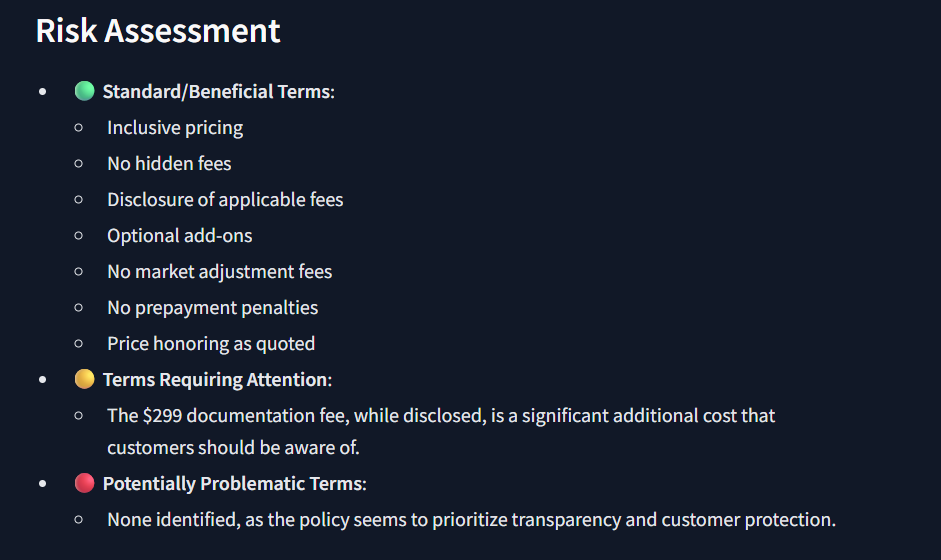 Risk Assessment
Standard/Beneficial Terms:
Inclusive pricing
No hidden fees
Disclosure of applicable fees
Optional add-ons
No market adjustment fees
No prepayment penalties
Price honoring as quoted
Terms Requiring Attention:
The $299 documentation fee, while disclosed, is a significant additional cost that
customers should be aware of.
Potentially Problematic Terms:
None identified, as the policy seems to prioritize transparency and customer protection.